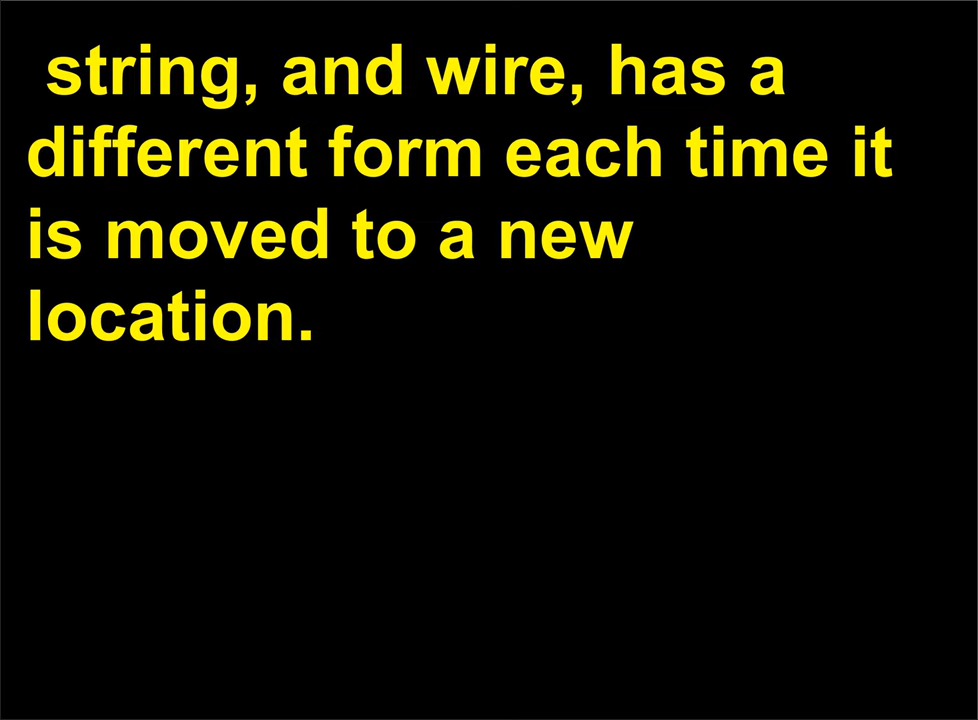 string, and wire, has a
different form each time it
is moved to a new
location.